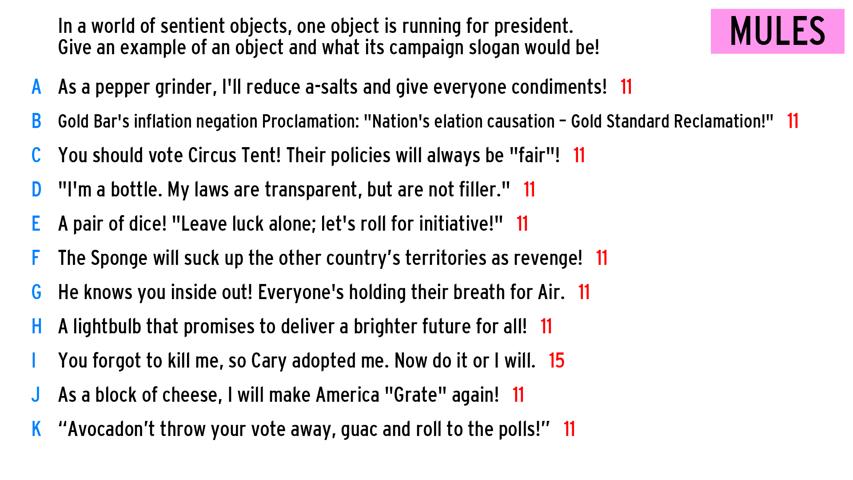 In a world of sentient objects, one object is running for president.
Give an example of an object and what its campaign slogan would be!
MULES
A As a pepper grinder, I'll reduce a-salts and give everyone condiments! 11
B Gold Bar's inflation negation Proclamation: "Nation's elation causation – Gold Standard Reclamation!" 11
C You should vote Circus Tent! Their policies will always be "fair"! 11
D "I'm a bottle. My laws are transparent, but are not filler." 11
E A pair of dice! "Leave luck alone; let's roll for initiative!" 11
F The Sponge will suck up the other country’s territories as revenge! 11
G He knows you inside out! Everyone's holding their breath for Air. 11
H A lightbulb that promises to deliver a brighter future for all! 11
I You forgot to kill me, so Cary adopted me. Now do it or I will. 15
J As a block of cheese, I will make America "Grate" again! 11
K “Avocadon’t throw your vote away, guac and roll to the polls!” 11